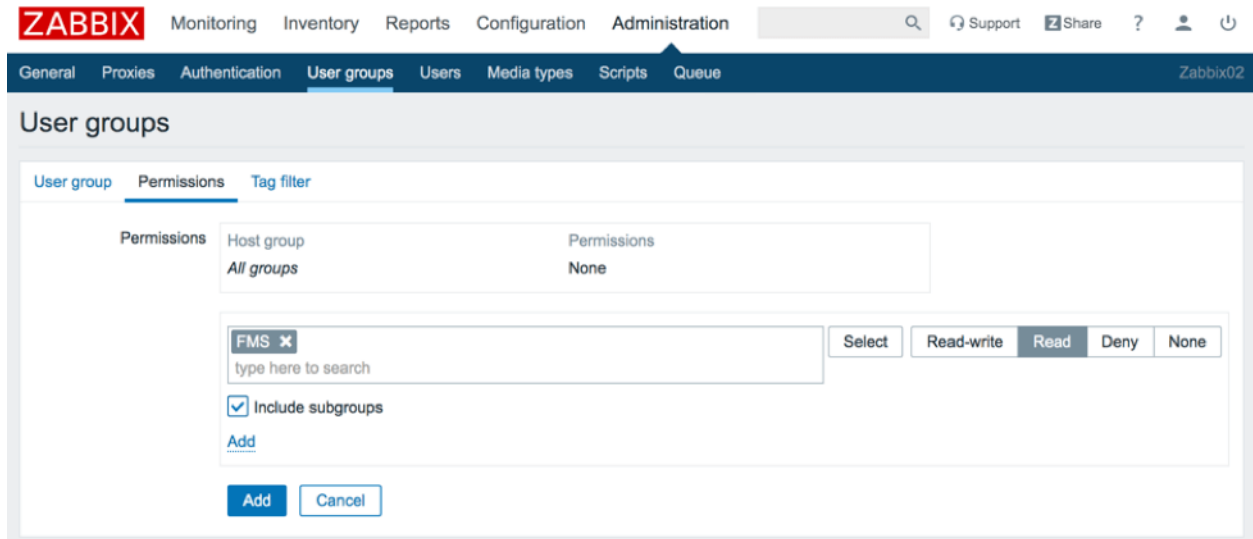 ZABBIX Monitoring Inventory Reports Configuration Administration Support Z Share ?
General Proxies Authentication User groups Users Media types Scripts Queue Zabbix02
User groups
User group Permissions Tag filter
Permissions Host group Permissions
All groups None
FMS Select Read-write Read Deny None
type here to search
Include subgroups
Add
Add Cancel